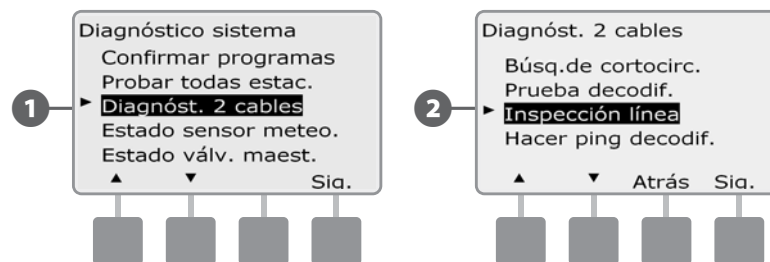 Diagnóstico sistema
Confirmar programas
Probar todas estac.
1
Diagnóst. 2 cables
Estado sensor meteo.
Estado válv. maest.
Sig.
Diagnóst. 2 cables
Búsq.de cortocirc.
Prueba decodif.
2
Inspección línea
Hacer ping decodif.
Atrás Sig.